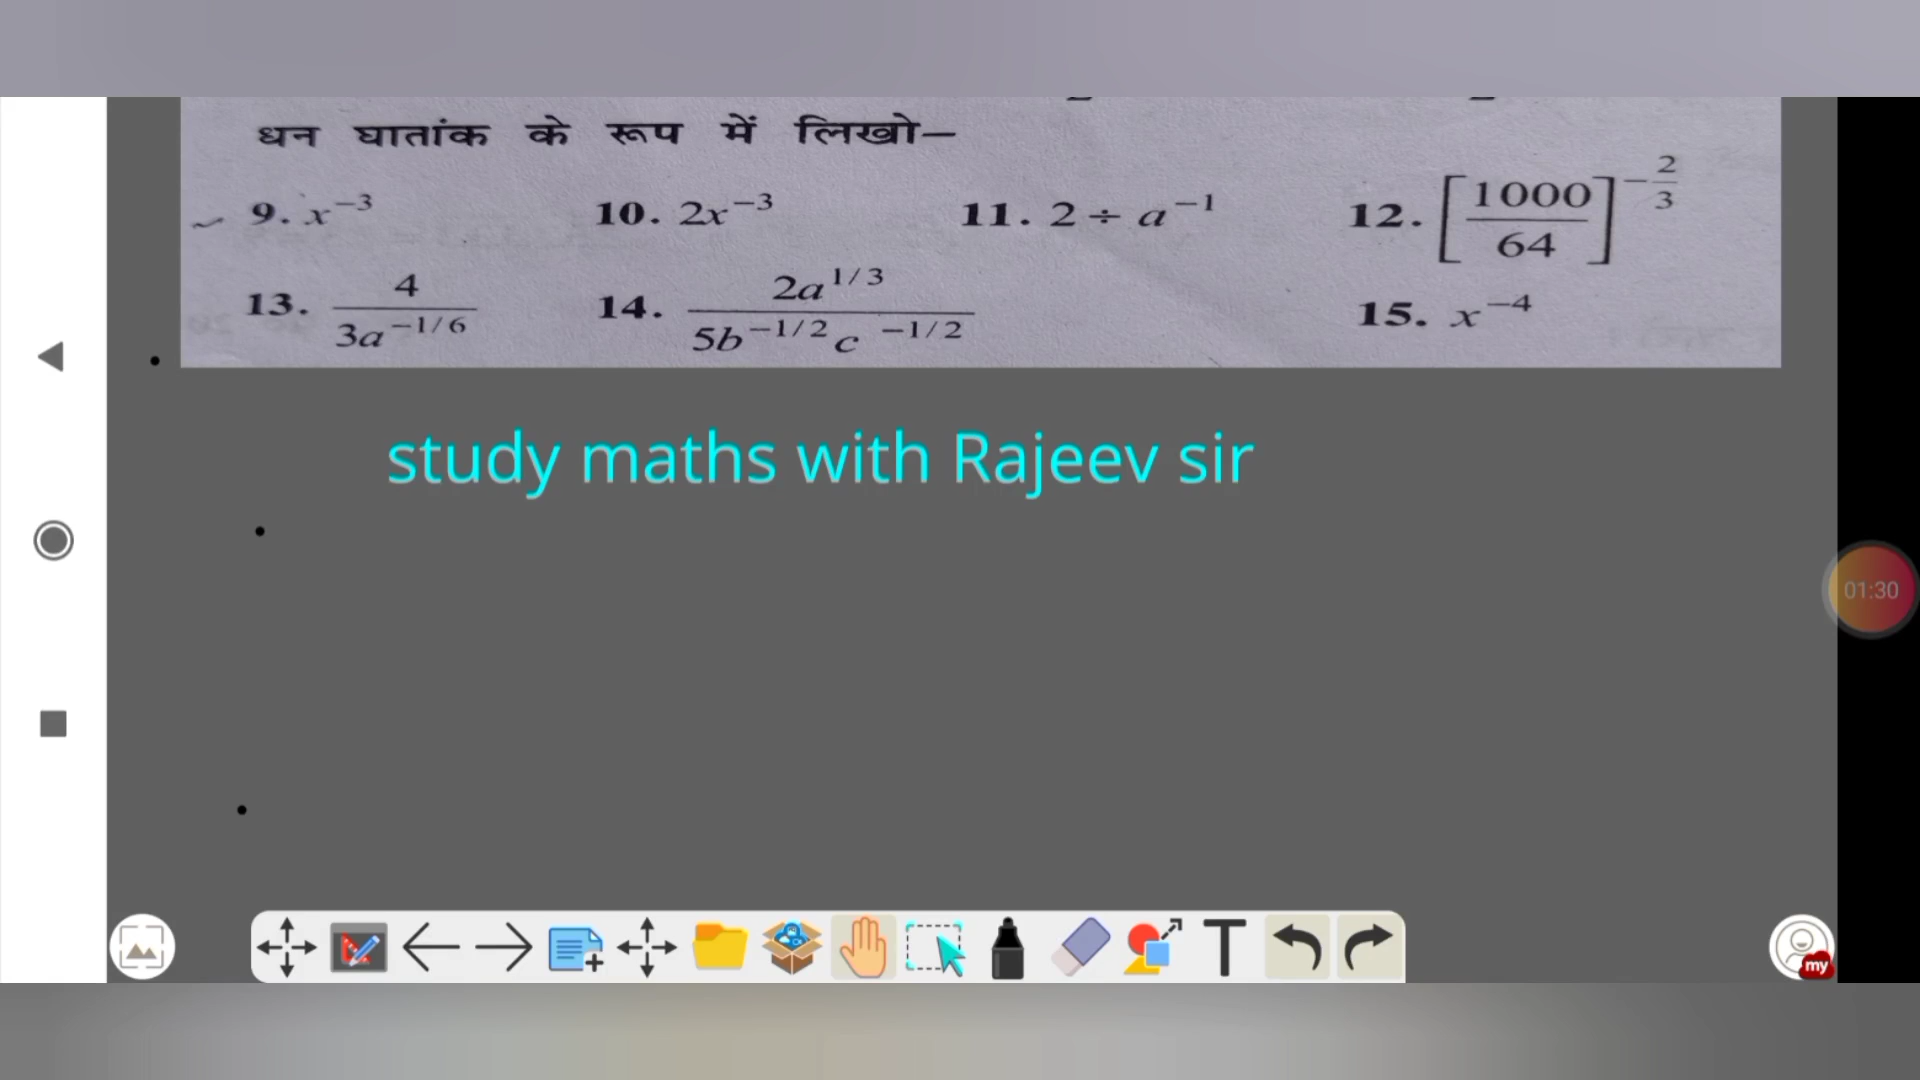 धन घातांक के रूप में लिखो—
9. x⁻³ 10. 2x⁻³ 11. 2 ÷ a⁻¹ 12. [1000/64]^(-2/3)
13. 4/(3a^(-1/6)) 14. 2a^(1/3)/(5b^(-1/2) c^(-1/2)) 15. x⁻⁴
study maths with Rajeev sir
01:30
T
my